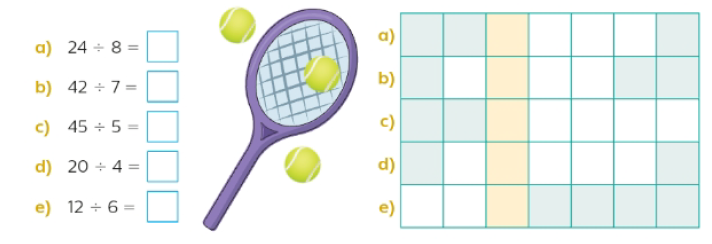 a) 24 ÷ 8 =
b) 42 ÷ 7 =
c) 45 ÷ 5 =
d) 20 ÷ 4 =
e) 12 ÷ 6 =
a)
b)
c)
d)
e)